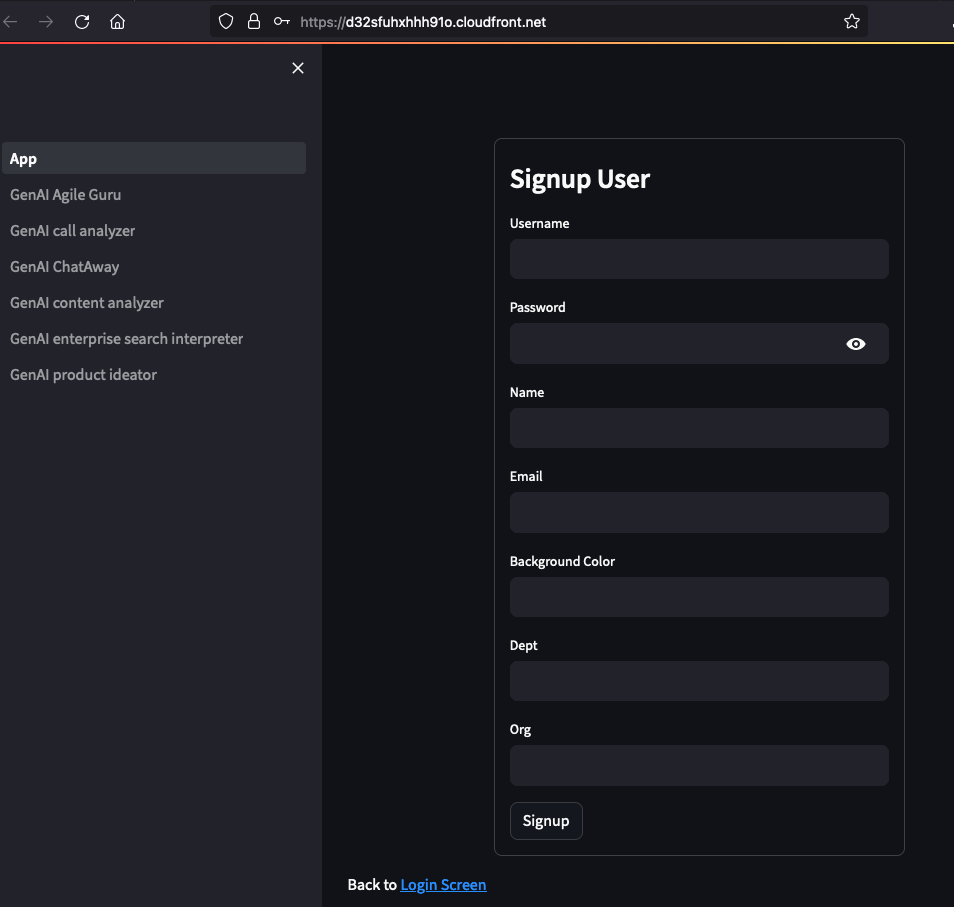 https://d32sfuhxhhh91o.cloudfront.net
App
GenAI Agile Guru
GenAI call analyzer
GenAI ChatAway
GenAI content analyzer
GenAI enterprise search interpreter
GenAI product ideator
Signup User
Username
Password
Name
Email
Background Color
Dept
Org
Signup
Back to Login Screen